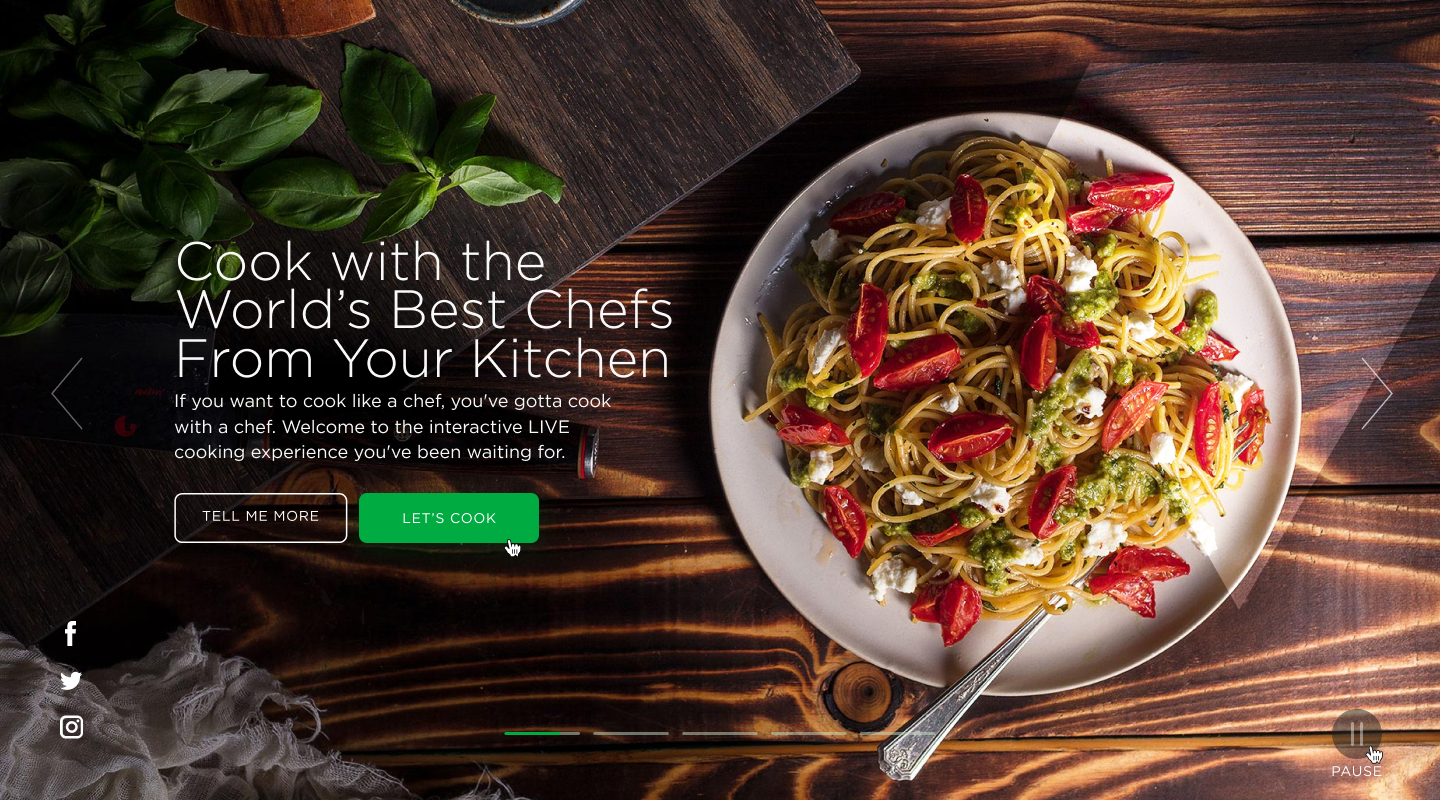 Cook with the
World’s Best Chefs
From Your Kitchen
If you want to cook like a chef, you've gotta cook
with a chef. Welcome to the interactive LIVE
cooking experience you've been waiting for.
TELL ME MORE
LET'S COOK
PAUSE